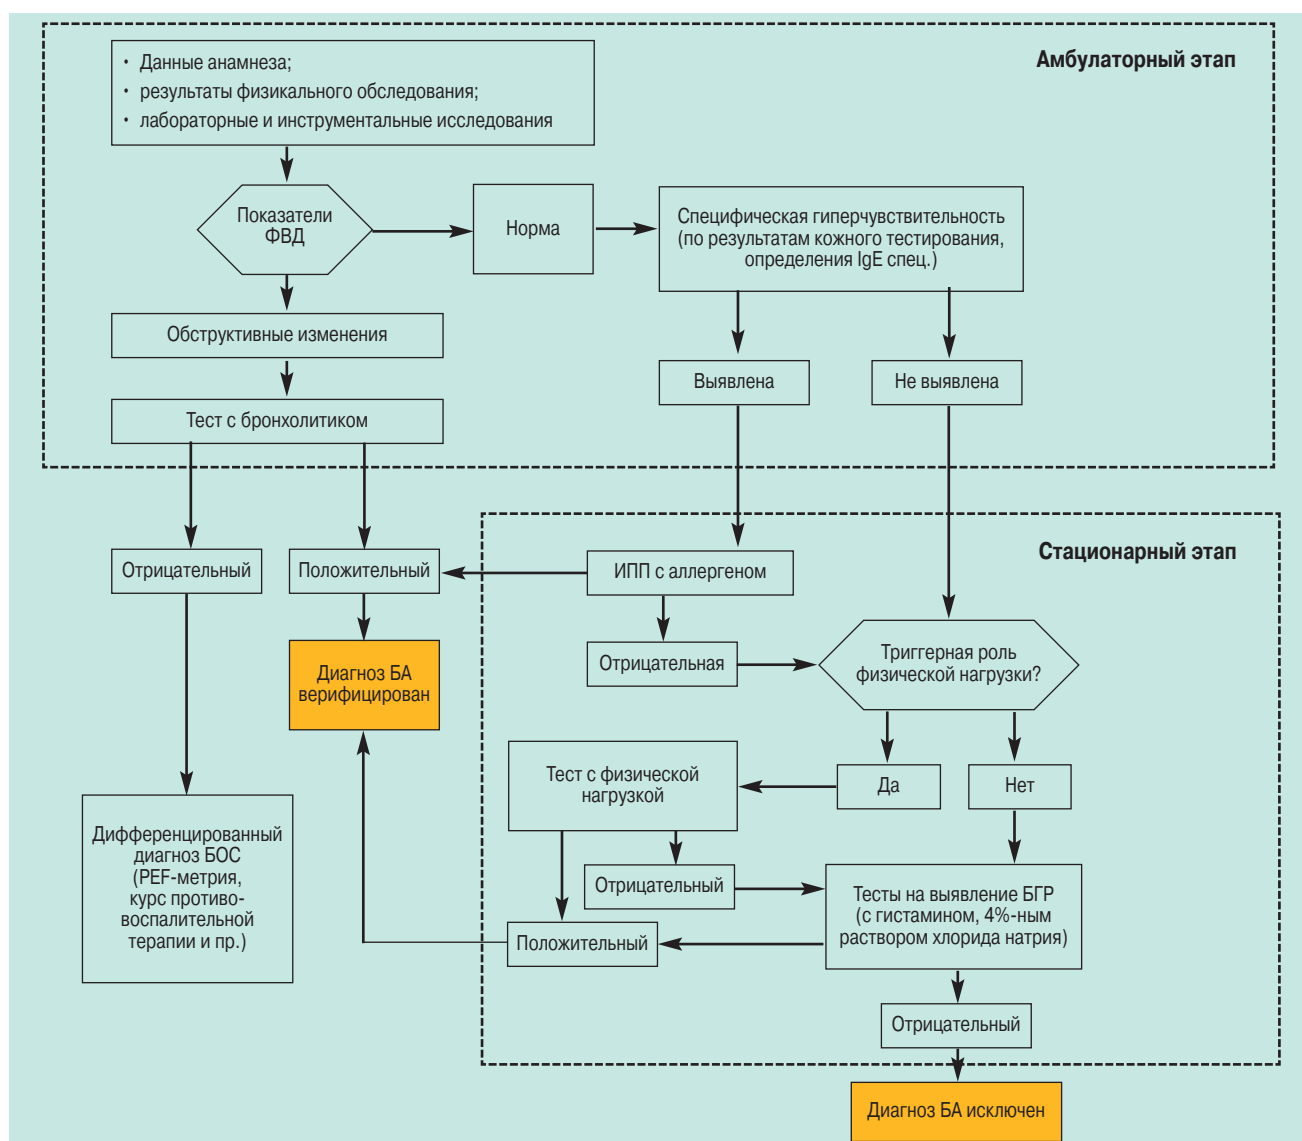 Амбулаторный этап
• Данные анамнеза;
• результаты физикального обследования;
• лабораторные и инструментальные исследования
Показатели
ФВД
Норма
Специфическая гиперчувствительность
(по результатам кожного тестирования,
определения IgE спец.)
Обструктивные изменения
Выявлена
Не выявлена
Тест с бронхолитиком
Стационарный этап
Отрицательный
Положительный
ИПП с аллергеном
Отрицательная
Триггерная роль
физической нагрузки?
Диагноз БА
верифицирован
Тест с физической
нагрузкой
Да
Нет
Дифференцированный
диагноз БОС
(PEF-метрия,
курс противо-
воспалительной
терапии и пр.)
Отрицательный
Тесты на выявление БГР
(с гистамином, 4%-ным
раствором хлорида натрия)
Положительный
Отрицательный
Диагноз БА исключен